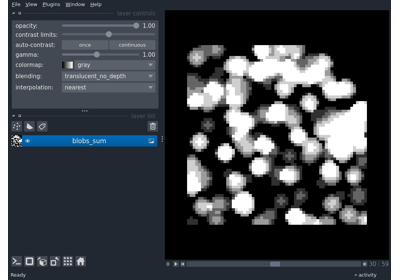 File View Plugins Window Help
layer controls
opacity: 1.00
contrast limits:
auto-contrast: once continuous
gamma: 1.00
colormap: gray
blending: translucent_no_depth
interpolation: nearest
layer list
blobs_sum
30 59
Ready
activity